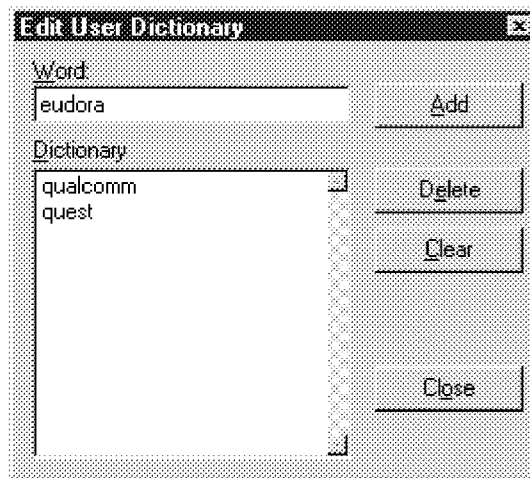 Edit User Dictionary
Word:
eudora
Add
Dictionary
qualcomm
quest
Delete
Clear
Close